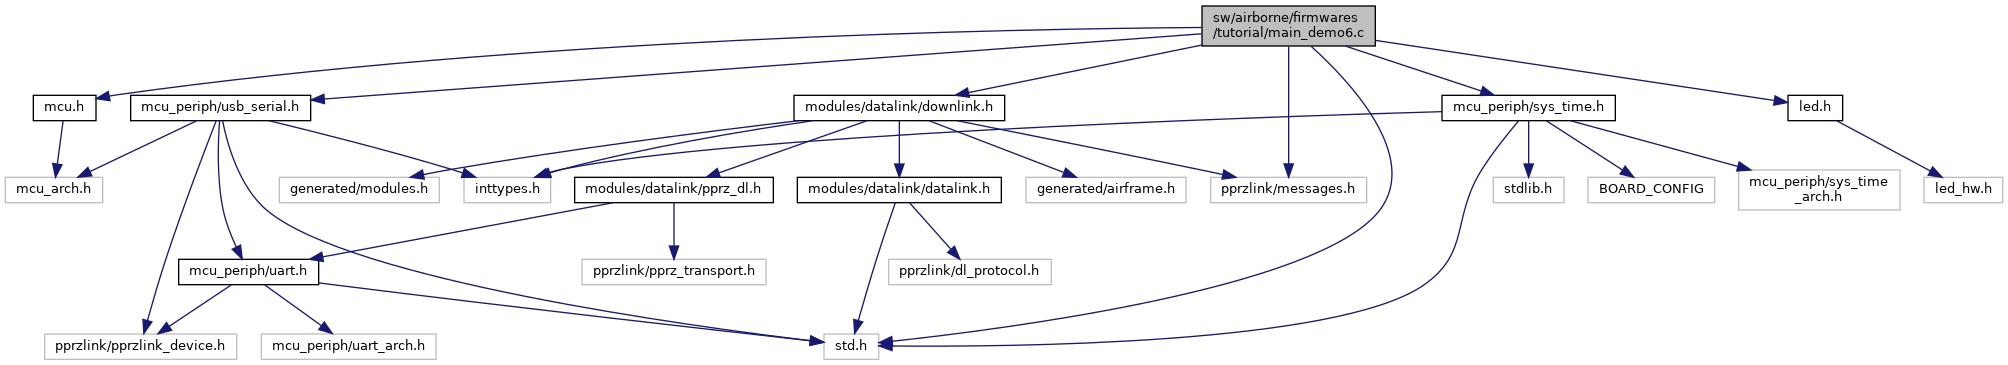 sw/airborne/firmwares
/tutorial/main_demo6.c
mcu.h
mcu_periph/usb_serial.h
modules/datalink/downlink.h
mcu_periph/sys_time.h
led.h
mcu_arch.h
generated/modules.h
inttypes.h
modules/datalink/pprz_dl.h
modules/datalink/datalink.h
generated/airframe.h
pprzlink/messages.h
stdlib.h
BOARD_CONFIG
mcu_periph/sys_time
_arch.h
led_hw.h
mcu_periph/uart.h
pprzlink/pprz_transport.h
pprzlink/dl_protocol.h
pprzlink/pprzlink_device.h
mcu_periph/uart_arch.h
std.h